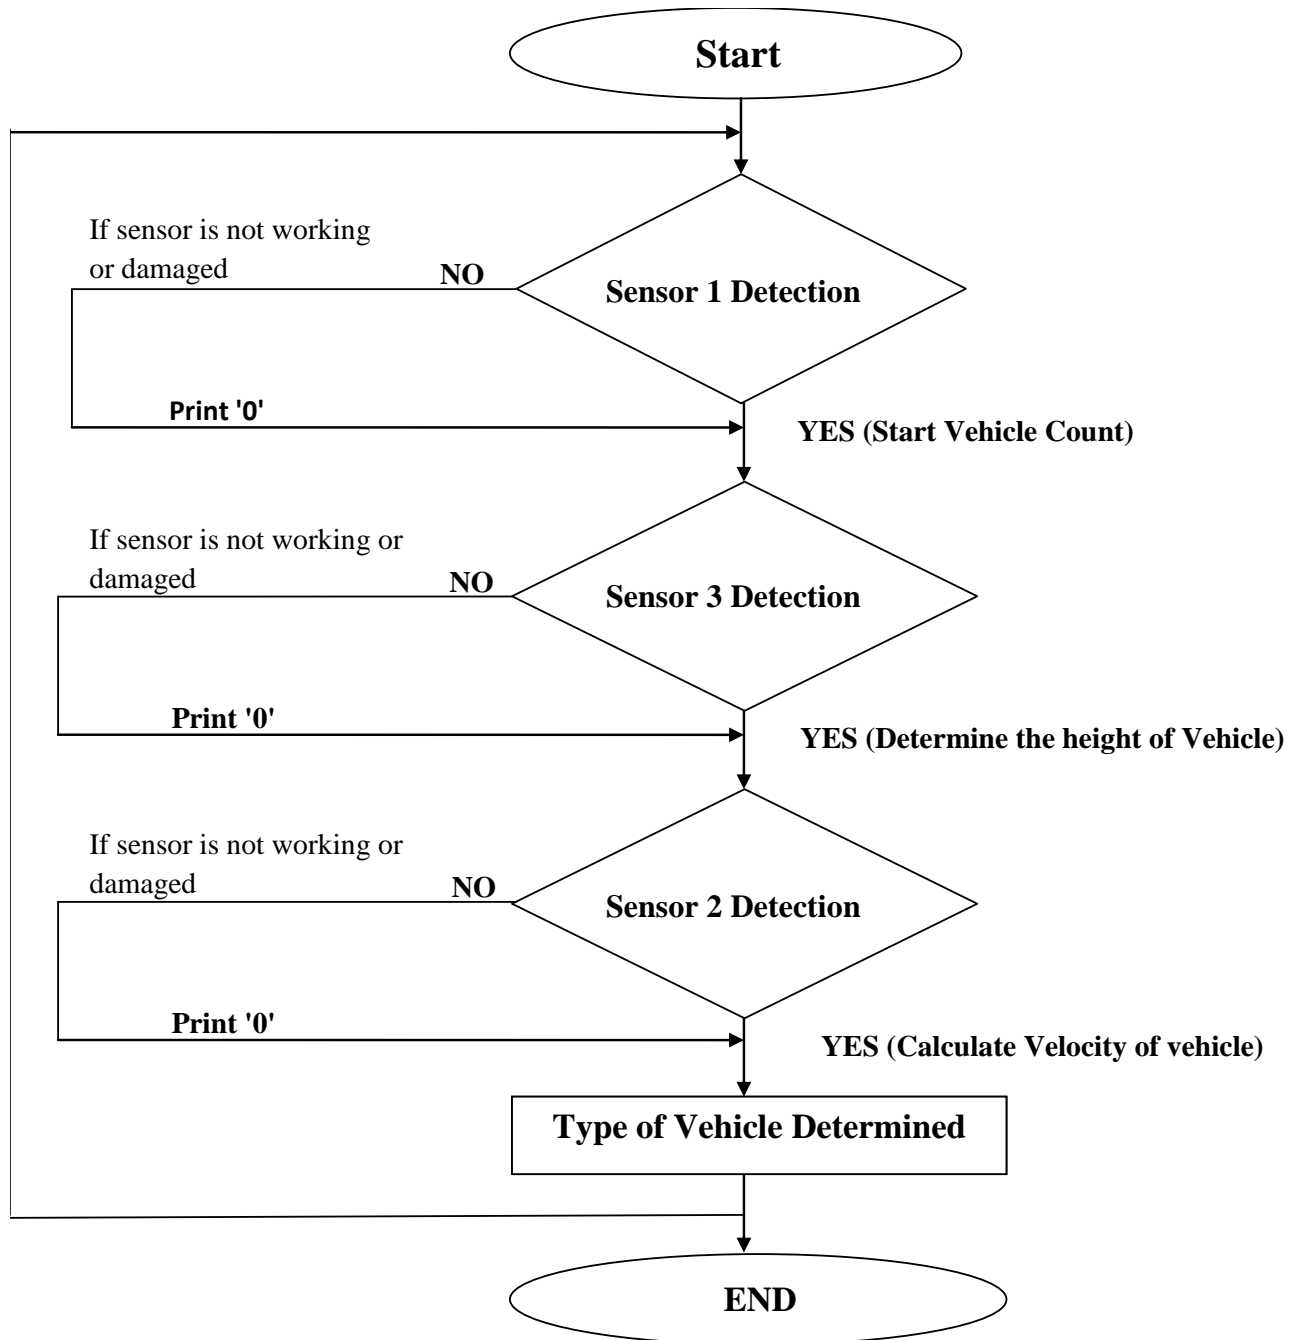 Start
If sensor is not working
or damaged
NO
Sensor 1 Detection
Print '0'
YES (Start Vehicle Count)
If sensor is not working or
damaged
NO
Sensor 3 Detection
Print '0'
YES (Determine the height of Vehicle)
If sensor is not working or
damaged
NO
Sensor 2 Detection
Print '0'
YES (Calculate Velocity of vehicle)
Type of Vehicle Determined
END